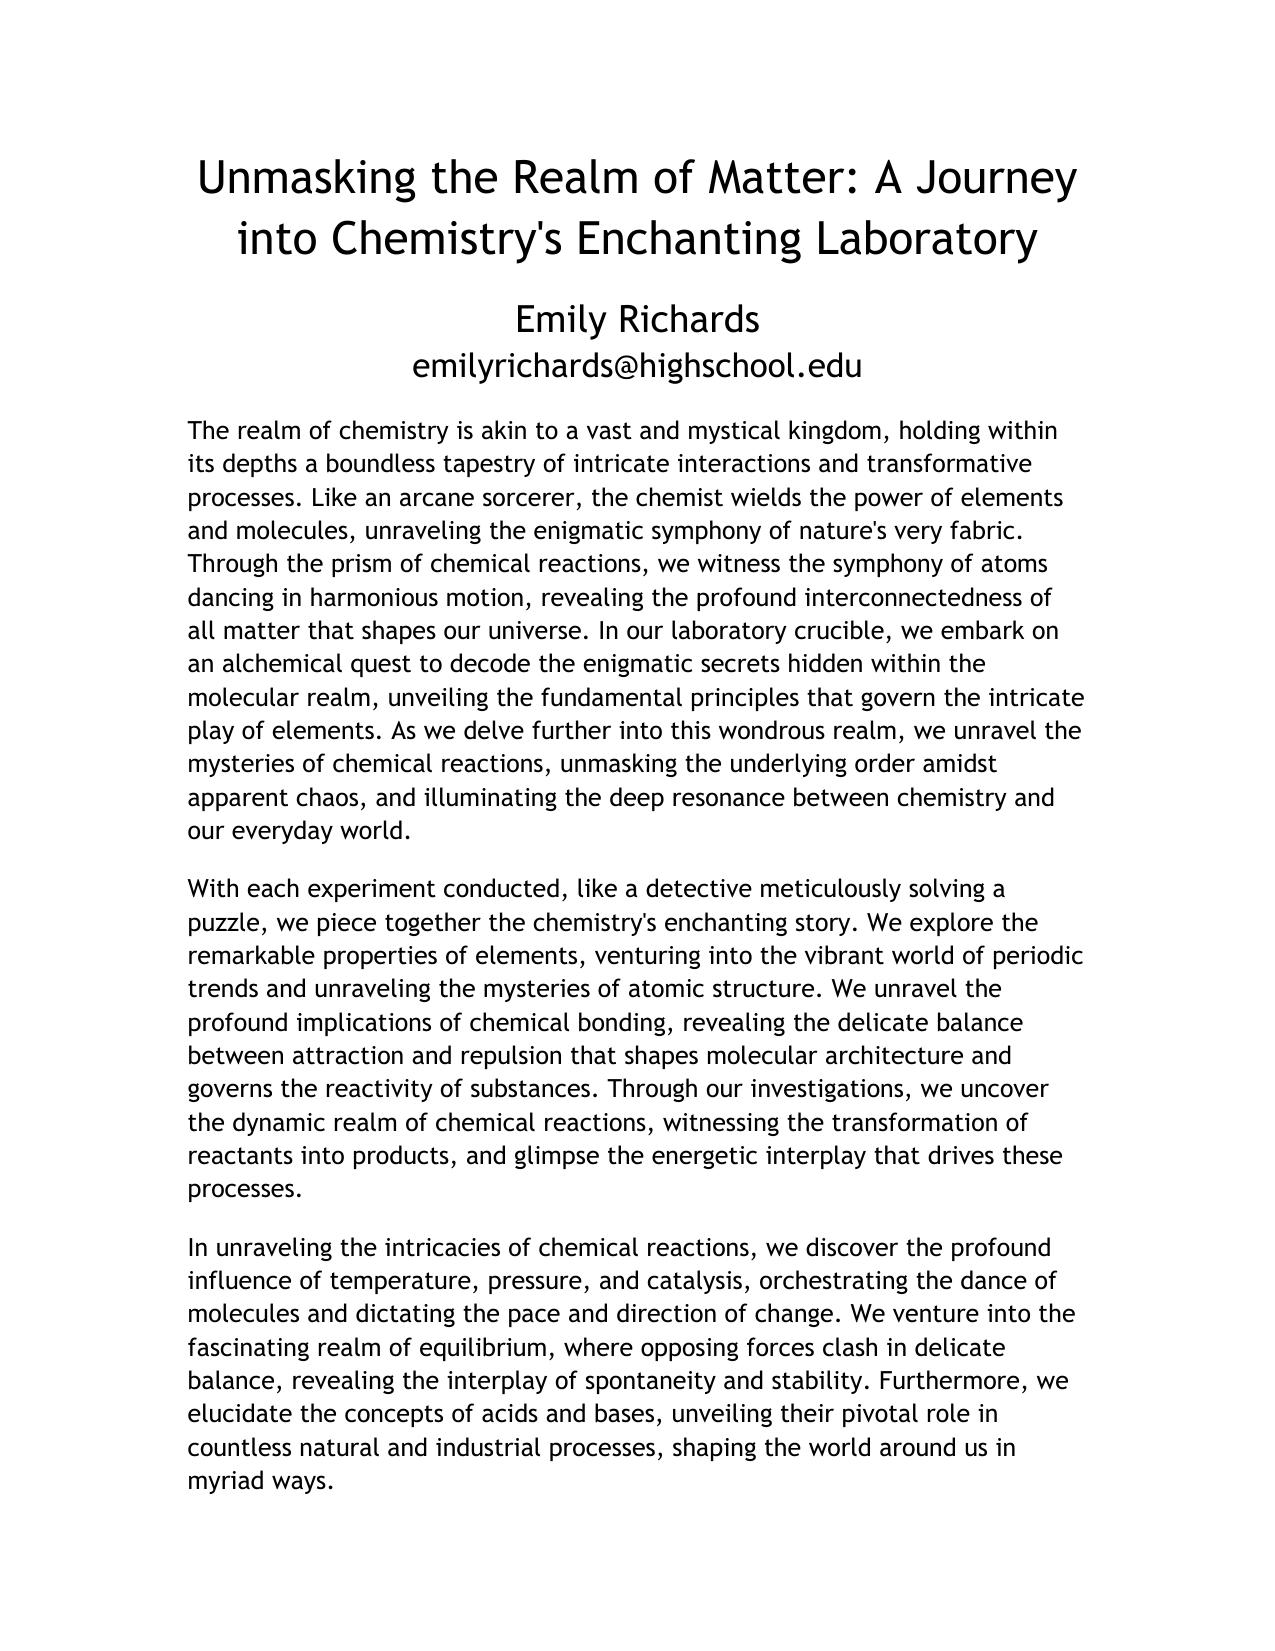 Unmasking the Realm of Matter: A Journey
into Chemistry's Enchanting Laboratory
Emily Richards
emilyrichards@highschool.edu
The realm of chemistry is akin to a vast and mystical kingdom, holding within
its depths a boundless tapestry of intricate interactions and transformative
processes. Like an arcane sorcerer, the chemist wields the power of elements
and molecules, unraveling the enigmatic symphony of nature's very fabric.
Through the prism of chemical reactions, we witness the symphony of atoms
dancing in harmonious motion, revealing the profound interconnectedness of
all matter that shapes our universe. In our laboratory crucible, we embark on
an alchemical quest to decode the enigmatic secrets hidden within the
molecular realm, unveiling the fundamental principles that govern the intricate
play of elements. As we delve further into this wondrous realm, we unravel the
mysteries of chemical reactions, unmasking the underlying order amidst
apparent chaos, and illuminating the deep resonance between chemistry and
our everyday world.
With each experiment conducted, like a detective meticulously solving a
puzzle, we piece together the chemistry's enchanting story. We explore the
remarkable properties of elements, venturing into the vibrant world of periodic
trends and unraveling the mysteries of atomic structure. We unravel the
profound implications of chemical bonding, revealing the delicate balance
between attraction and repulsion that shapes molecular architecture and
governs the reactivity of substances. Through our investigations, we uncover
the dynamic realm of chemical reactions, witnessing the transformation of
reactants into products, and glimpse the energetic interplay that drives these
processes.
In unraveling the intricacies of chemical reactions, we discover the profound
influence of temperature, pressure, and catalysis, orchestrating the dance of
molecules and dictating the pace and direction of change. We venture into the
fascinating realm of equilibrium, where opposing forces clash in delicate
balance, revealing the interplay of spontaneity and stability. Furthermore, we
elucidate the concepts of acids and bases, unveiling their pivotal role in
countless natural and industrial processes, shaping the world around us in
myriad ways.